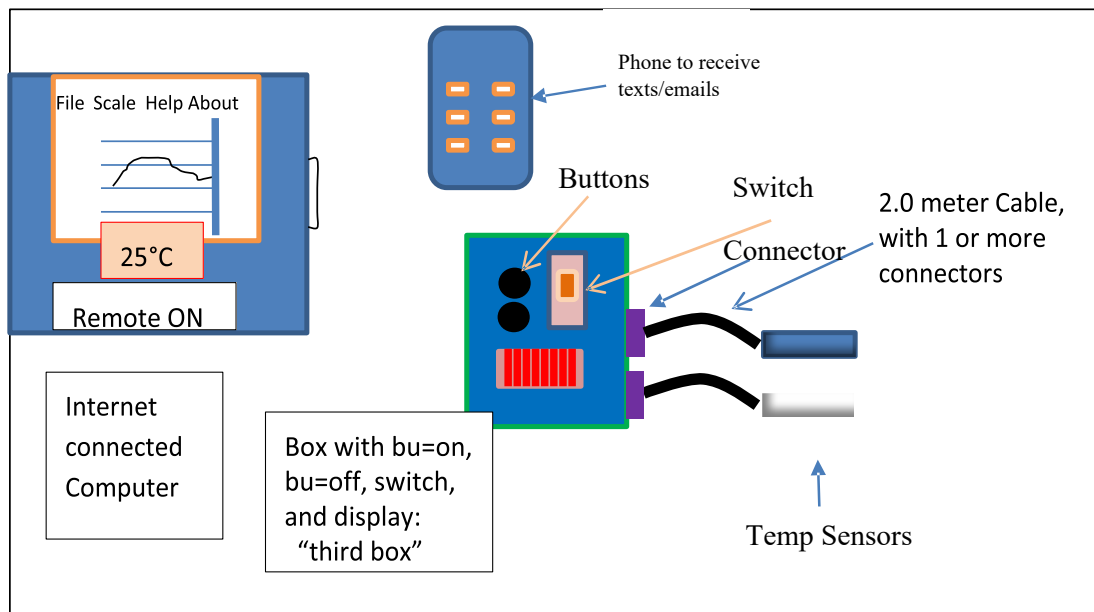 Phone to receive
texts/emails
File Scale Help About
25°C
Remote ON
Buttons
Switch
Connector
2.0 meter Cable,
with 1 or more
connectors
Internet
connected
Computer
Box with bu=on,
bu=off, switch,
and display:
“third box”
Temp Sensors